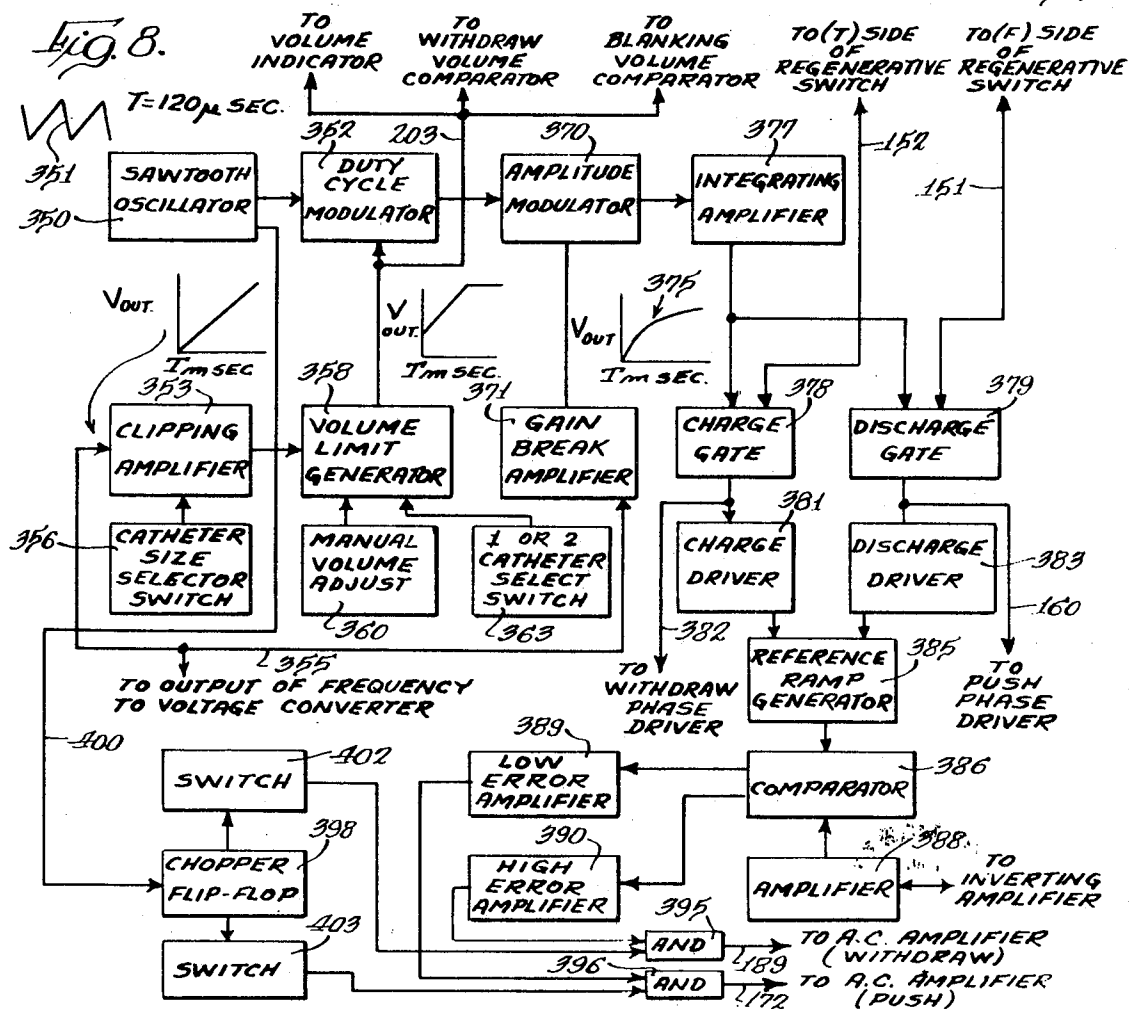 Fig. 8.
TO
VOLUME
INDICATOR
TO
WITHDRAW
VOLUME
COMPARATOR
TO
BLANKING
VOLUME
COMPARATOR
TO (T) SIDE
OF
REGENERATIVE
SWITCH
TO (F) SIDE
OF
REGENERATIVE
SWITCH
T=120μ SEC.
351
350
SAWTOOTH
OSCILLATOR
352
DUTY
CYCLE
MODULATOR
203
370
AMPLITUDE
MODULATOR
377
INTEGRATING
AMPLIFIER
152
151
VOUT.
Tm SEC
VOUT.
Tm SEC.
VOUT
375
Tm SEC.
353
CLIPPING
AMPLIFIER
358
VOLUME
LIMIT
GENERATOR
371
GAIN
BREAK
AMPLIFIER
378
CHARGE
GATE
379
DISCHARGE
GATE
356
CATHETER
SIZE
SELECTOR
SWITCH
MANUAL
VOLUME
ADJUST
360
1 OR 2
CATHETER
SELECT
SWITCH
363
381
CHARGE
DRIVER
DISCHARGE
DRIVER
383
382
160
355
TO OUTPUT OF FREQUENCY
TO VOLTAGE CONVERTER
TO
WITHDRAW
PHASE
DRIVER
REFERENCE
RAMP
GENERATOR
385
TO
PUSH
PHASE
DRIVER
400
402
SWITCH
389
LOW
ERROR
AMPLIFIER
COMPARATOR
386
398
CHOPPER
FLIP-FLOP
390
HIGH
ERROR
AMPLIFIER
388
AMPLIFIER
TO
INVERTING
AMPLIFIER
403
SWITCH
395
AND
189
TO A.C. AMPLIFIER
(WITHDRAW)
396
AND
172
TO A.C. AMPLIFIER
(PUSH)